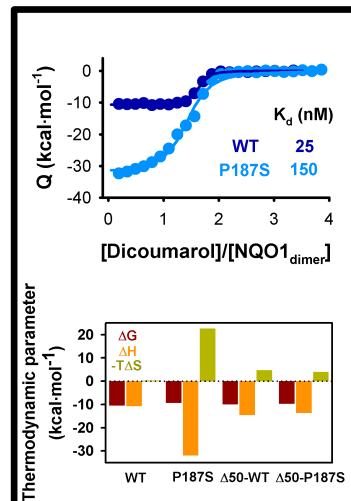 0
-10
-20
-30
-40
Q (kcal·mol⁻¹)
K_d (nM)
WT 25
P187S 150
0 1 2 3 4
[Dicoumarol]/[NQO1_dimer]
Thermodynamic parameter
(kcal·mol⁻¹)
20
10
0
-10
-20
-30
ΔG
ΔH
-TΔS
WT P187S Δ50-WT Δ50-P187S